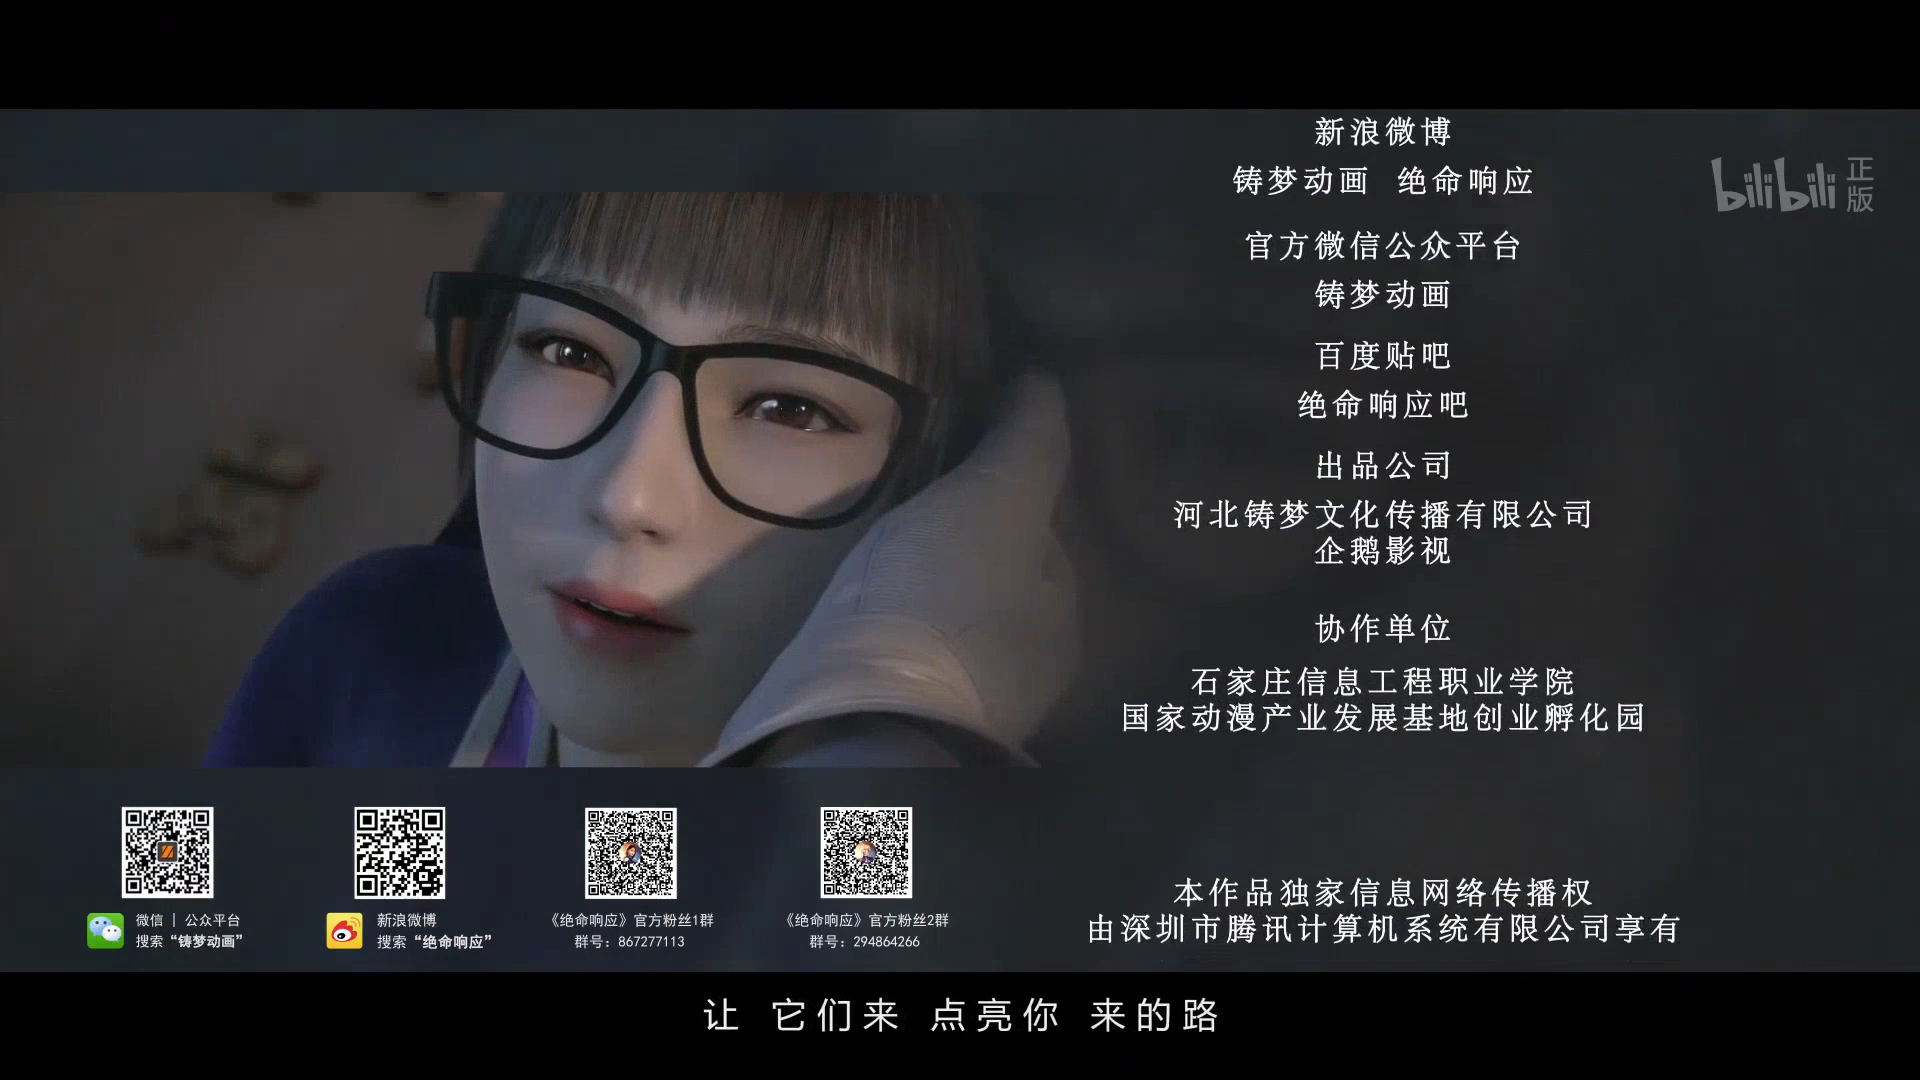 新浪微博
铸梦动画 绝命响应
官方微信公众平台
铸梦动画
百度贴吧
绝命响应吧
出品公司
河北铸梦文化传播有限公司
企鹅影视
协作单位
石家庄信息工程职业学院
国家动漫产业发展基地创业孵化园
本作品独家信息网络传播权
由深圳市腾讯计算机系统有限公司享有
bilibili 正版
微信 | 公众平台
搜索“铸梦动画”
新浪微博
搜索“绝命响应”
《绝命响应》官方粉丝1群
群号：867277113
《绝命响应》官方粉丝2群
群号：294864266
让 它们来 点亮你 来的路